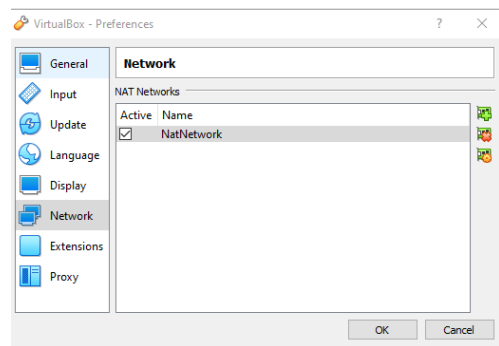 VirtualBox - Preferences ?
General
Input
Update
Language
Display
Network
Extensions
Proxy
Network
NAT Networks
Active Name
NatNetwork
OK Cancel